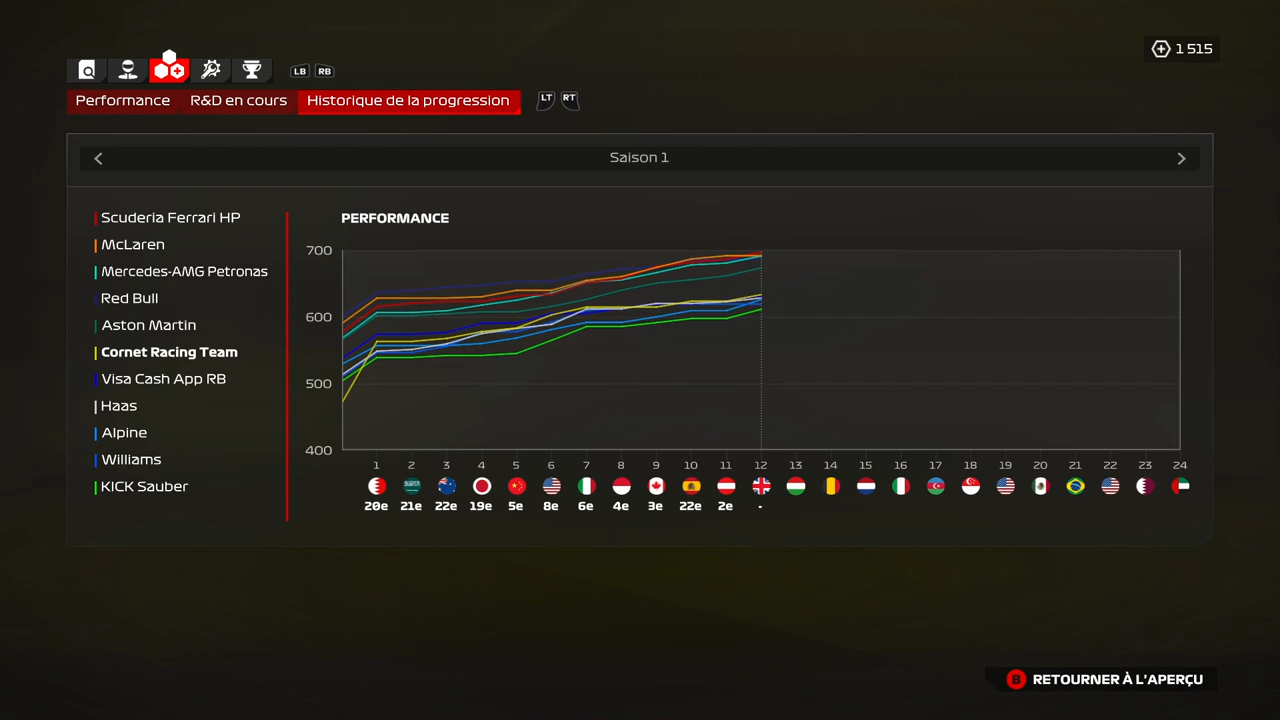 1 515
LB RB
Performance R&D en cours Historique de la progression LT RT
Saison 1
Scuderia Ferrari HP
McLaren
Mercedes-AMG Petronas
Red Bull
Aston Martin
Cornet Racing Team
Visa Cash App RB
Haas
Alpine
Williams
KICK Sauber
PERFORMANCE
700
600
500
400
1 2 3 4 5 6 7 8 9 10 11 12 13 14 15 16 17 18 19 20 21 22 23 24
20e 21e 22e 19e 5e 8e 6e 4e 3e 22e 2e -
B RETOURNER À L'APERÇU